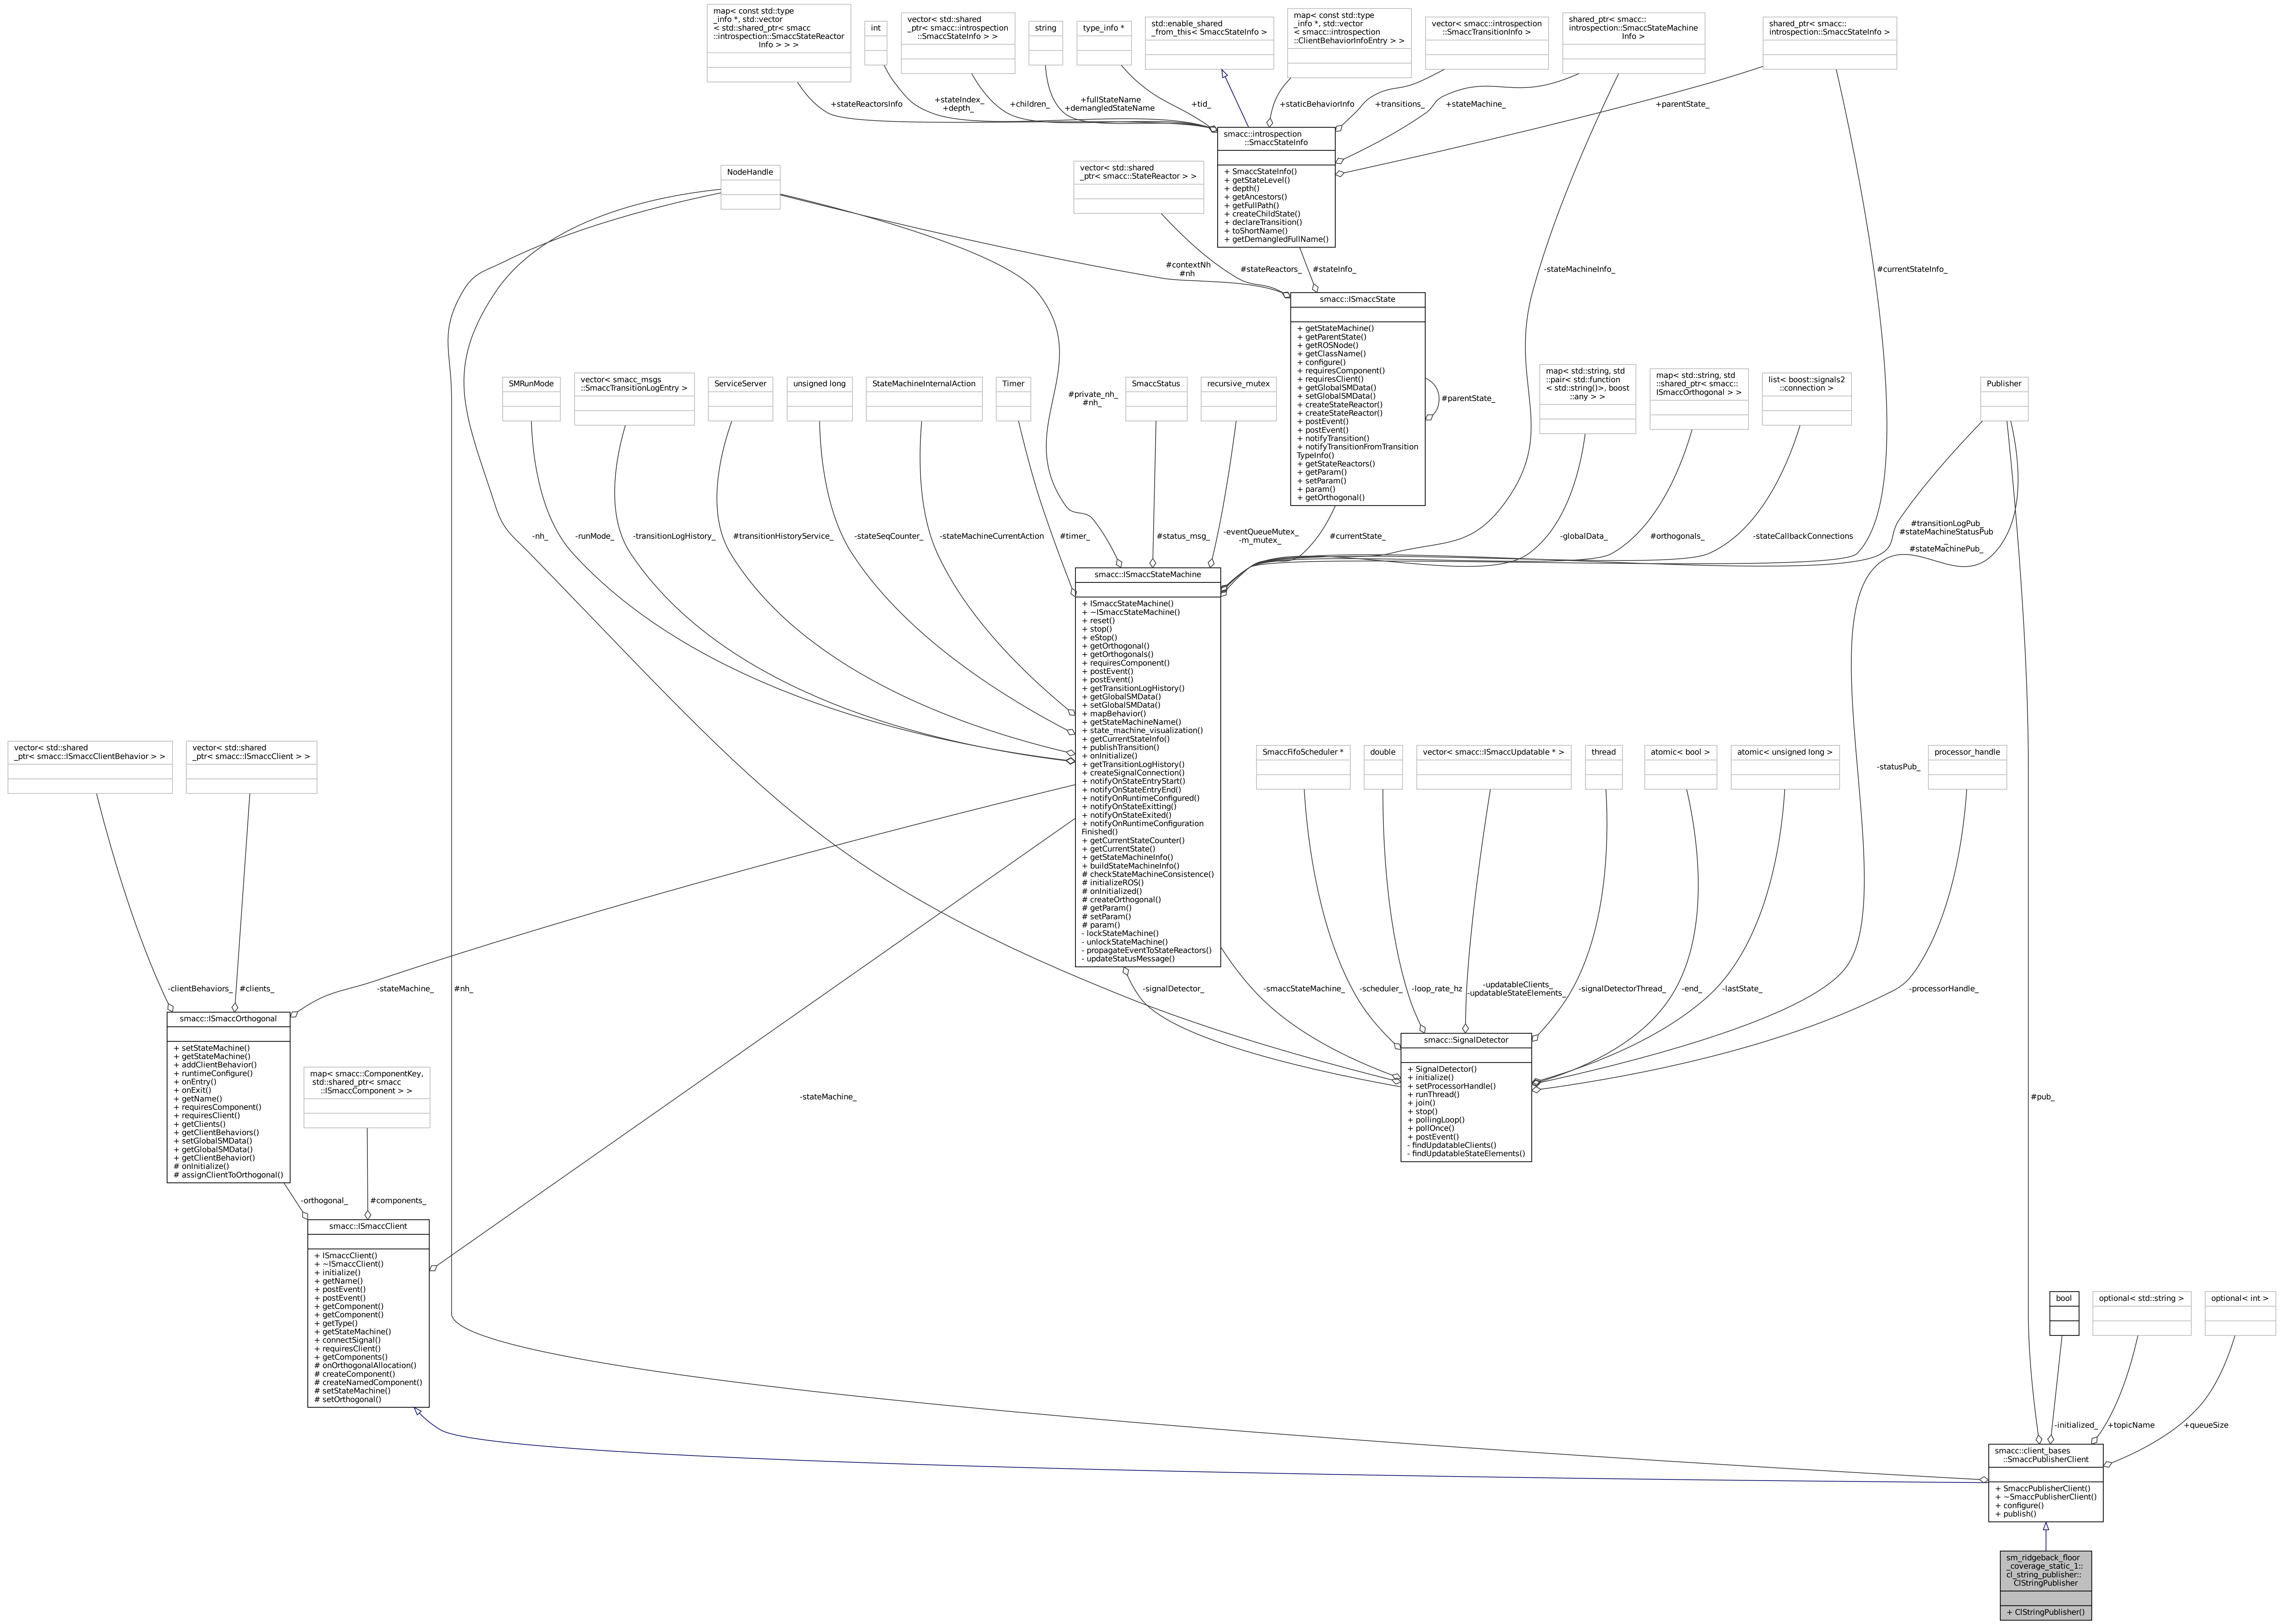 map< const std::type
_info *, std::vector
< std::shared_ptr< smacc
::introspection::SmaccStateReactor
Info > > >
int
vector< std::shared
_ptr< smacc::introspection
::SmaccStateInfo > >
string
type_info *
std::enable_shared
_from_this< SmaccStateInfo >
map< const std::type
_info *, std::vector
< smacc::introspection
::ClientBehaviorInfoEntry > >
vector< smacc::introspection
::SmaccTransitionInfo >
shared_ptr< smacc::
introspection::SmaccStateMachine
Info >
shared_ptr< smacc::
introspection::SmaccStateInfo >
+stateReactorsInfo
+stateIndex_
+depth_
+children_
+fullStateName
+demangledStateName
+tid_
+staticBehaviorInfo
+transitions_
+stateMachine_
+parentState_
smacc::introspection
::SmaccStateInfo
+ SmaccStateInfo()
+ getStateLevel()
+ depth()
+ getAncestors()
+ getFullPath()
+ createChildState()
+ declareTransition()
+ toShortName()
+ getDemangledFullName()
NodeHandle
vector< std::shared
_ptr< smacc::StateReactor > >
#contextNh
#nh
#stateReactors_
#stateInfo_
-stateMachineInfo_
#currentStateInfo_
smacc::ISmaccState
+ getStateMachine()
+ getParentState()
+ getROSNode()
+ getClassName()
+ configure()
+ requiresComponent()
+ requiresClient()
+ getGlobalSMData()
+ setGlobalSMData()
+ createStateReactor()
+ createStateReactor()
+ postEvent()
+ postEvent()
+ notifyTransition()
+ notifyTransitionFromTransition
TypeInfo()
+ getStateReactors()
+ getParam()
+ setParam()
+ param()
+ getOrthogonal()
#parentState_
SMRunMode
vector< smacc_msgs
::SmaccTransitionLogEntry >
ServiceServer
unsigned long
StateMachineInternalAction
Timer
#private_nh_
#nh_
SmaccStatus
recursive_mutex
map< std::string, std
::pair< std::function
< std::string()>, boost
::any > >
map< std::string, std
::shared_ptr< smacc::
ISmaccOrthogonal > >
list< boost::signals2
::connection >
Publisher
-nh_
-runMode_
-transitionLogHistory_
#transitionHistoryService_
-stateSeqCounter_
-stateMachineCurrentAction
#timer_
#status_msg_
-eventQueueMutex_
-m_mutex_
#currentState_
-globalData_
#orthogonals_
-stateCallbackConnections
#transitionLogPub_
#stateMachineStatusPub
_
#stateMachinePub_
smacc::ISmaccStateMachine
+ ISmaccStateMachine()
+ ~ISmaccStateMachine()
+ reset()
+ stop()
+ eStop()
+ getOrthogonal()
+ getOrthogonals()
+ requiresComponent()
+ postEvent()
+ postEvent()
+ getTransitionLogHistory()
+ getGlobalSMData()
+ setGlobalSMData()
+ mapBehavior()
+ getStateMachineName()
+ state_machine_visualization()
+ getCurrentStateInfo()
+ publishTransition()
+ onInitialize()
+ getTransitionLogHistory()
+ createSignalConnection()
+ notifyOnStateEntryStart()
+ notifyOnStateEntryEnd()
+ notifyOnRuntimeConfigured()
+ notifyOnStateExitting()
+ notifyOnStateExited()
+ notifyOnRuntimeConfiguration
Finished()
+ getCurrentStateCounter()
+ getCurrentState()
+ getStateMachineInfo()
+ buildStateMachineInfo()
# checkStateMachineConsistence()
# initializeROS()
# onInitialized()
# createOrthogonal()
# getParam()
# setParam()
# param()
- lockStateMachine()
- unlockStateMachine()
- propagateEventToStateReactors()
- updateStatusMessage()
vector< std::shared
_ptr< smacc::ISmaccClientBehavior > >
vector< std::shared
_ptr< smacc::ISmaccClient > >
SmaccFifoScheduler *
double
vector< smacc::ISmaccUpdatable * >
thread
atomic< bool >
atomic< unsigned long >
-statusPub_
processor_handle
-clientBehaviors_
#clients_
-stateMachine_
#nh_
-signalDetector_
-smaccStateMachine_
-scheduler_
-loop_rate_hz
-updatableClients_
-updatableStateElements_
-signalDetectorThread_
-end_
-lastState_
-processorHandle_
smacc::ISmaccOrthogonal
+ setStateMachine()
+ getStateMachine()
+ addClientBehavior()
+ runtimeConfigure()
+ onEntry()
+ onExit()
+ getName()
+ requiresComponent()
+ requiresClient()
+ getClients()
+ getClientBehaviors()
+ setGlobalSMData()
+ getGlobalSMData()
+ getClientBehavior()
# onInitialize()
# assignClientToOrthogonal()
map< smacc::ComponentKey,
std::shared_ptr< smacc
::ISmaccComponent > >
-stateMachine_
smacc::SignalDetector
+ SignalDetector()
+ initialize()
+ setProcessorHandle()
+ runThread()
+ join()
+ stop()
+ pollingLoop()
+ pollOnce()
+ postEvent()
- findUpdatableClients()
- findUpdatableStateElements()
#pub_
-orthogonal_
#components_
smacc::ISmaccClient
+ ISmaccClient()
+ ~ISmaccClient()
+ initialize()
+ getName()
+ postEvent()
+ postEvent()
+ getComponent()
+ getComponent()
+ getType()
+ getStateMachine()
+ connectSignal()
+ requiresClient()
+ getComponents()
# onOrthogonalAllocation()
# createComponent()
# createNamedComponent()
# setStateMachine()
# setOrthogonal()
bool
optional< std::string >
optional< int >
-initialized_
+topicName
+queueSize
smacc::client_bases
::SmaccPublisherClient
+ SmaccPublisherClient()
+ ~SmaccPublisherClient()
+ configure()
+ publish()
sm_ridgeback_floor
_coverage_static_1::
cl_string_publisher::
ClStringPublisher
+ ClStringPublisher()